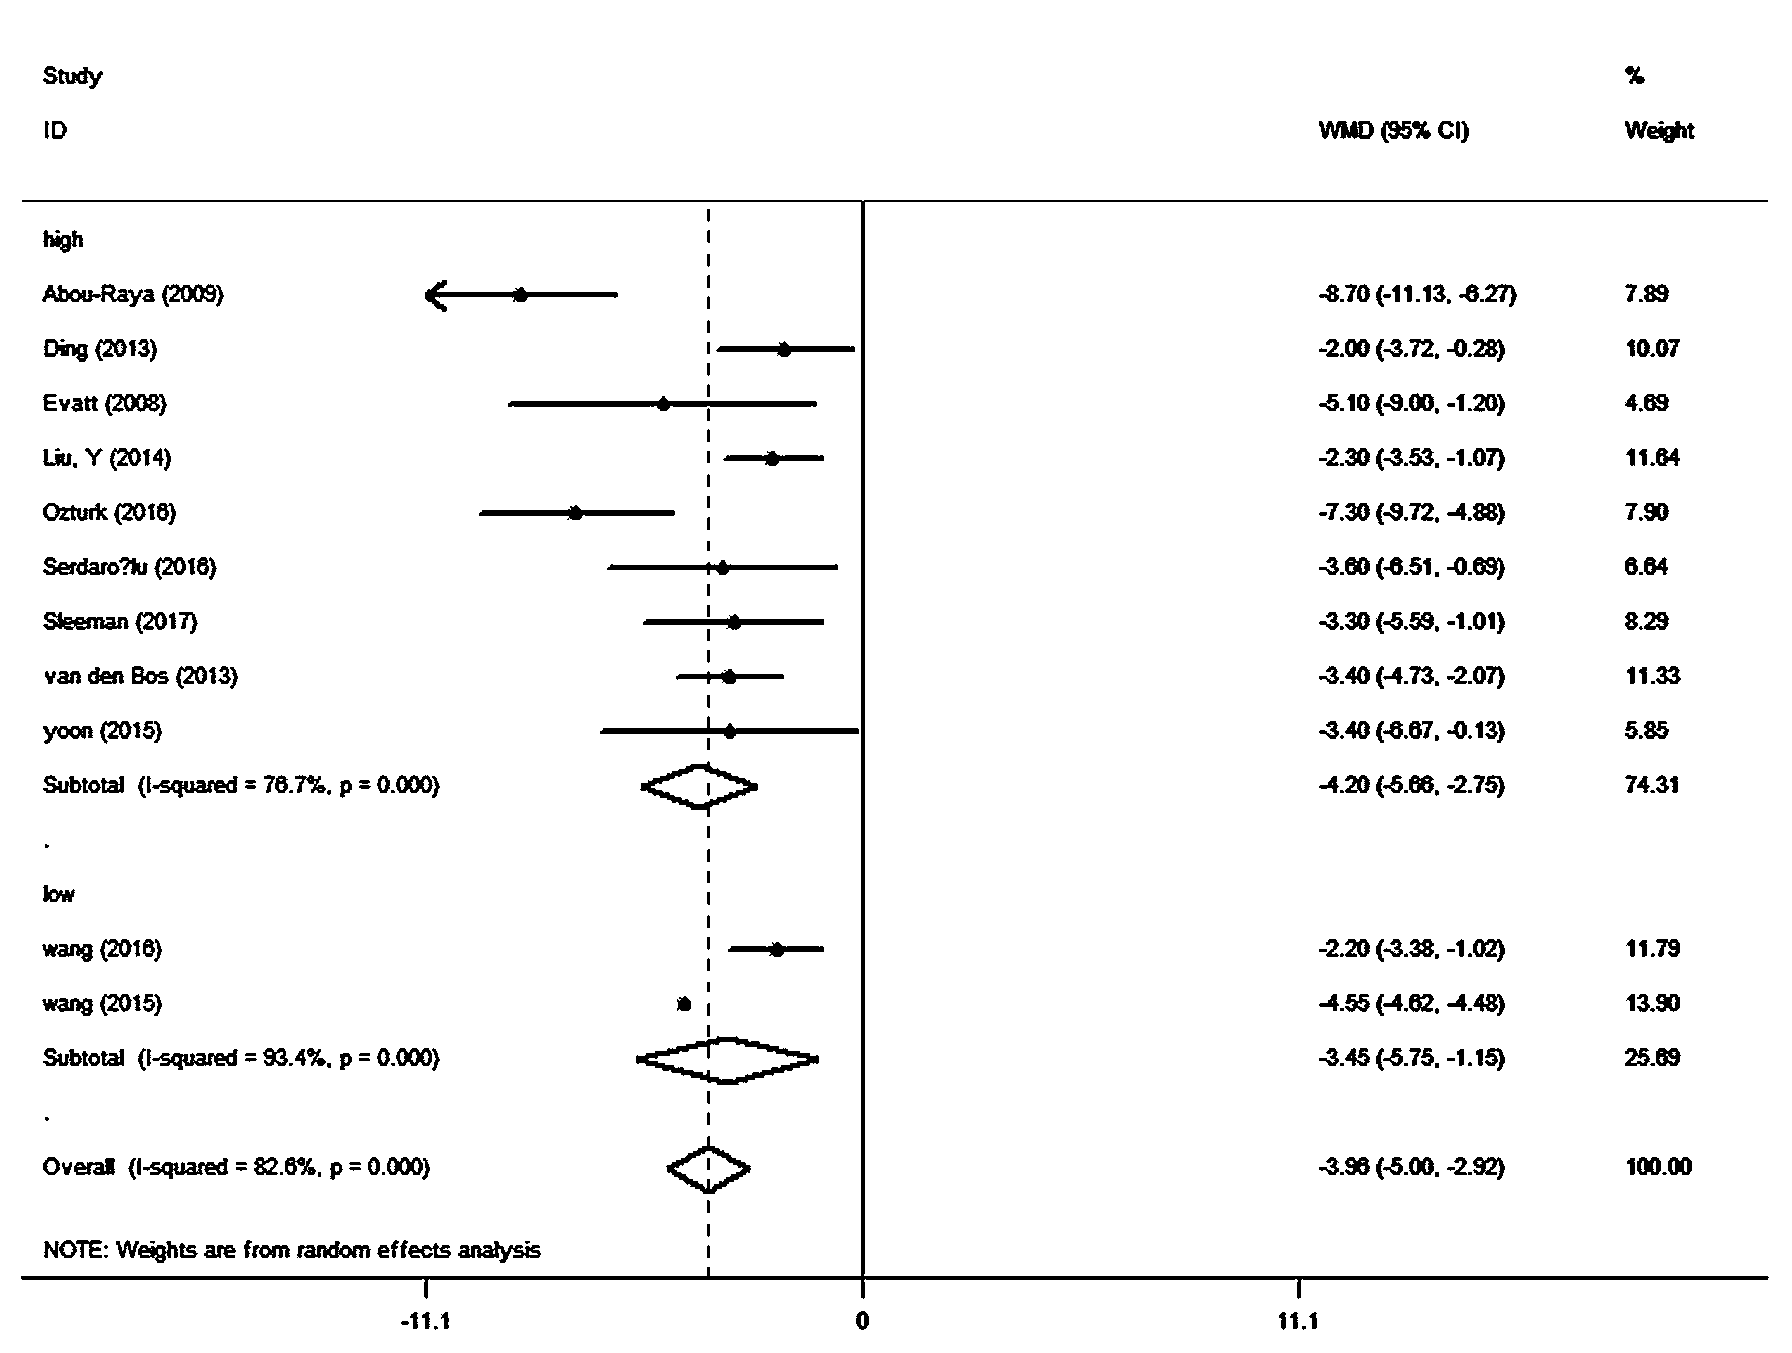 Study %
ID WMD (95% CI) Weight
high
Abou-Raya (2009) -8.70 (-11.13, -6.27) 7.89
Ding (2013) -2.00 (-3.72, -0.28) 10.07
Evatt (2008) -5.10 (-9.00, -1.20) 4.69
Liu, Y (2014) -2.30 (-3.53, -1.07) 11.64
Ozturk (2016) -7.30 (-9.72, -4.88) 7.90
Serdaro?lu (2016) -3.60 (-6.51, -0.69) 6.64
Sleeman (2017) -3.30 (-5.59, -1.01) 8.29
van den Bos (2013) -3.40 (-4.73, -2.07) 11.33
yoon (2015) -3.40 (-6.67, -0.13) 5.85
Subtotal (I-squared = 76.7%, p = 0.000) -4.20 (-5.66, -2.75) 74.31
.
low
wang (2016) -2.20 (-3.38, -1.02) 11.79
wang (2015) -4.55 (-4.62, -4.48) 13.90
Subtotal (I-squared = 93.4%, p = 0.000) -3.45 (-5.75, -1.15) 25.69
.
Overall (I-squared = 82.6%, p = 0.000) -3.96 (-5.00, -2.92) 100.00
NOTE: Weights are from random effects analysis
-11.1 0 11.1